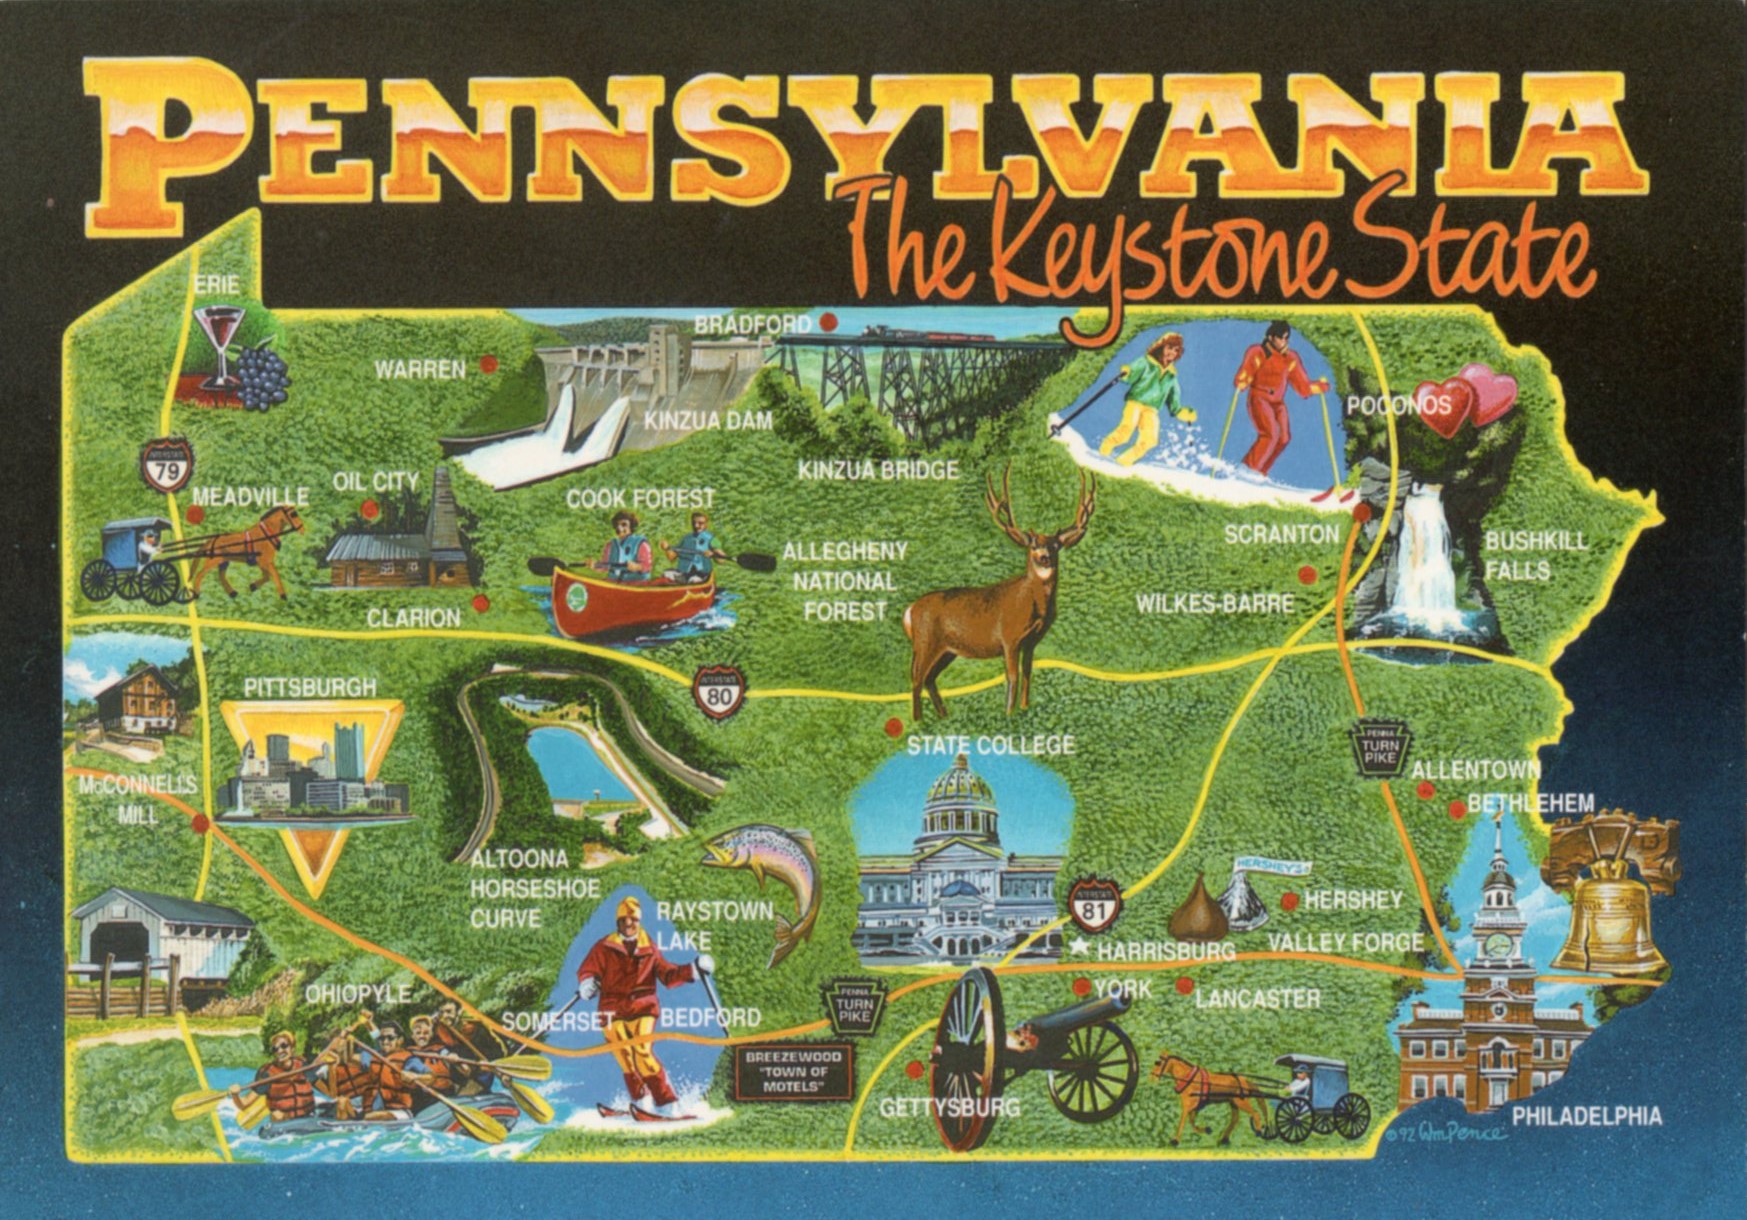 PENNSYLVANIA
The Keystone State
ERIE
BRADFORD
WARREN
KINZUA DAM
POCONOS
INTERSTATE
79
KINZUA BRIDGE
OIL CITY
MEADVILLE
COOK FOREST
SCRANTON
BUSHKILL
FALLS
ALLEGHENY
NATIONAL
FOREST
WILKES-BARRE
CLARION
PITTSBURGH
INTERSTATE
80
STATE COLLEGE
PENNA
TURN
PIKE
ALLENTOWN
BETHLEHEM
McCONNELLS
MILL
ALTOONA
HORSESHOE
CURVE
HERSHEY'S
HERSHEY
INTERSTATE
81
RAYSTOWN
LAKE
HARRISBURG
VALLEY FORGE
OHIOPYLE
YORK
LANCASTER
SOMERSET
BEDFORD
PENNA
TURN
PIKE
BREEZEWOOD
"TOWN OF
MOTELS"
GETTYSBURG
PHILADELPHIA
©92 Wm Pence